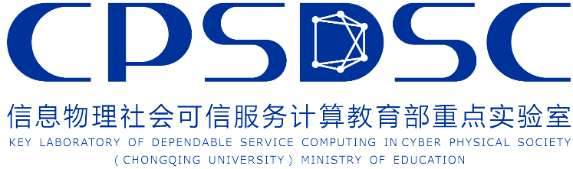 CPSDSC
信息物理社会可信服务计算教育部重点实验室
KEY LABORATORY OF DEPENDABLE SERVICE COMPUTING IN CYBER PHYSICAL SOCIETY
(CHONGQING UNIVERSITY) MINISTRY OF EDUCATION